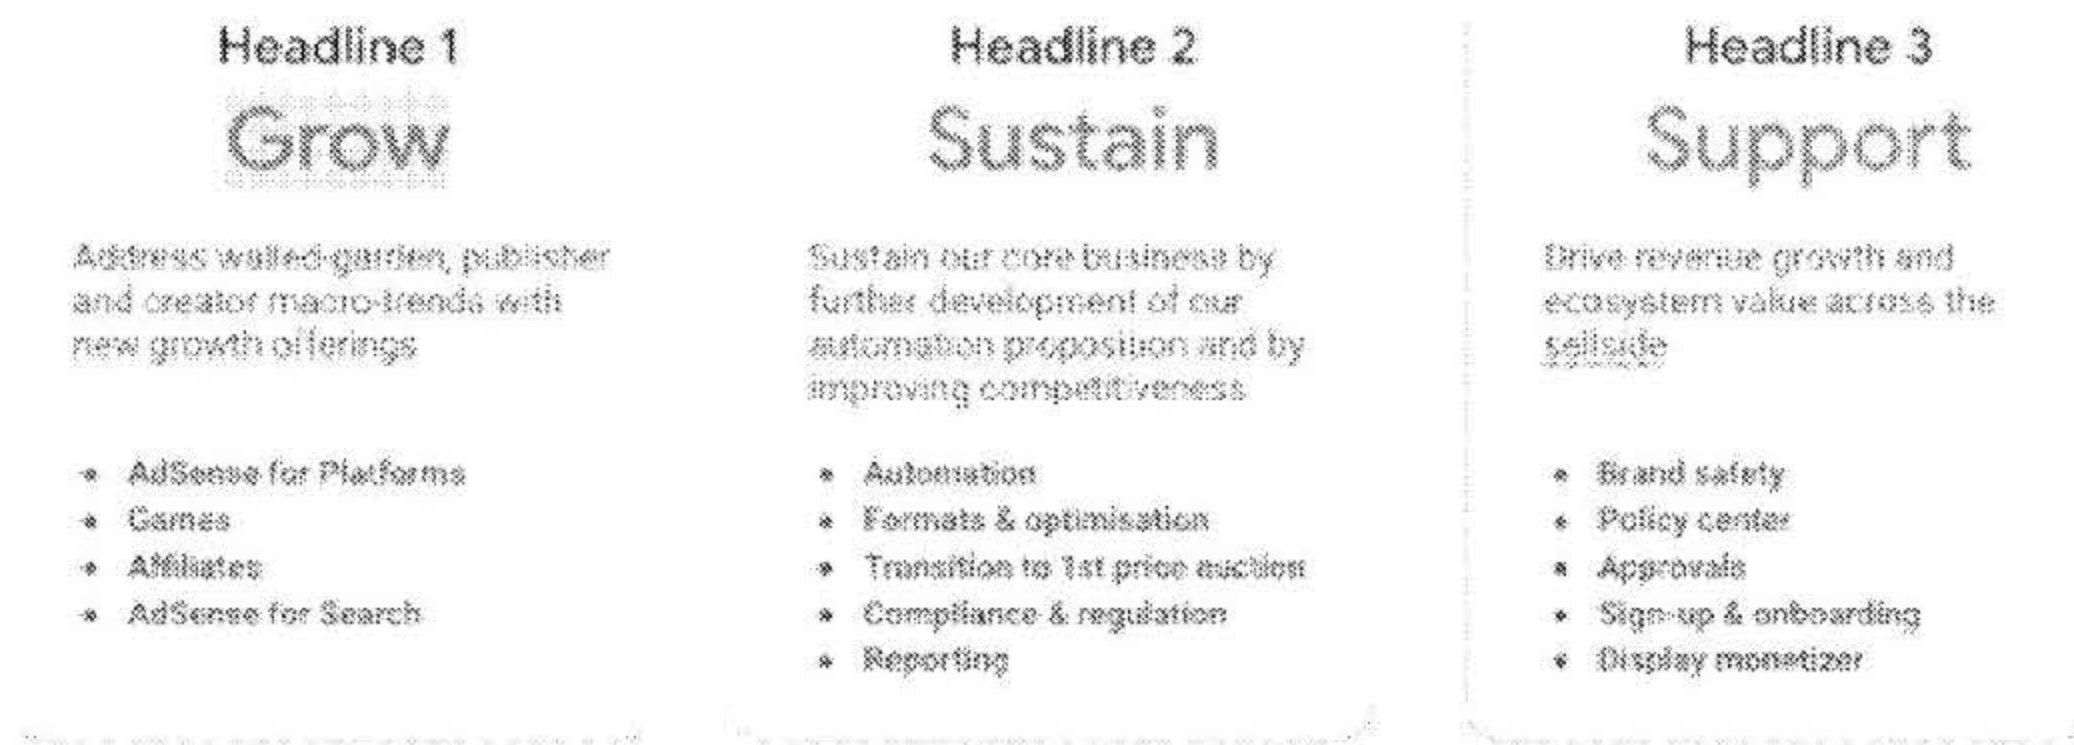 Headline 1
Grow
Address walled-garden, publisher
and creator macro-trends with
new growth offerings
AdSense for Platforms
Games
Affiliates
AdSense for Search
Headline 2
Sustain
Sustain our core business by
further development of our
automation proposition and by
improving competitiveness
Automation
Formats & optimisation
Transition to 1st price auction
Compliance & regulation
Reporting
Headline 3
Support
Drive revenue growth and
ecosystem value across the
sellside
Brand safety
Policy center
Approvals
Sign-up & onboarding
Display monetizer